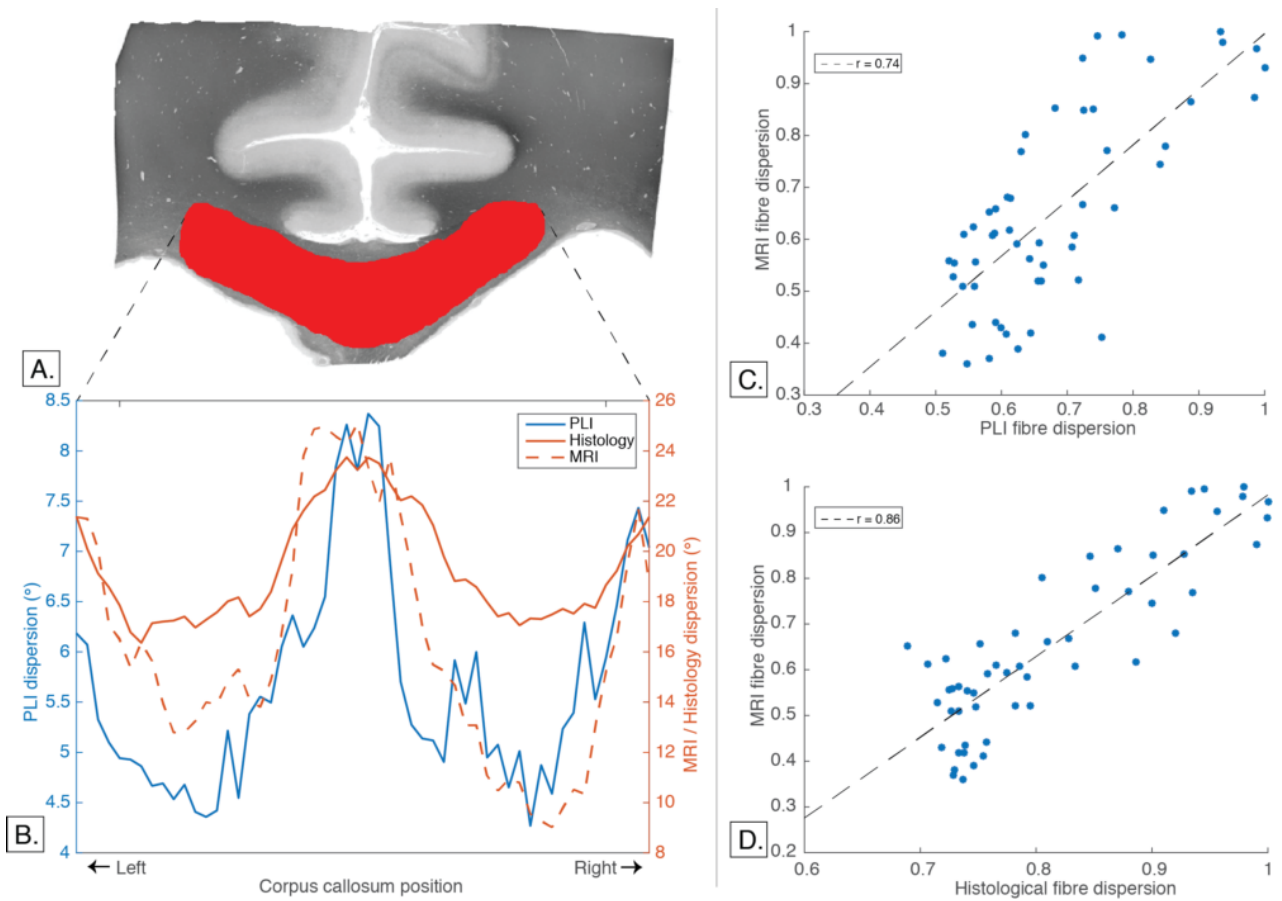 A.
8.5
8
7.5
7
6.5
6
5.5
5
4.5
4
PLI dispersion (°)
PLI
Histology
MRI
26
24
22
20
18
16
14
12
10
8
MRI / Histology dispersion (°)
B.
← Left
Right →
Corpus callosum position
1
0.9
0.8
0.7
0.6
0.5
0.4
0.3
MRI fibre dispersion
r = 0.74
C.
0.3 0.4 0.5 0.6 0.7 0.8 0.9 1
PLI fibre dispersion
1
0.9
0.8
0.7
0.6
0.5
0.4
0.3
0.2
MRI fibre dispersion
r = 0.86
D.
0.6 0.7 0.8 0.9 1
Histological fibre dispersion